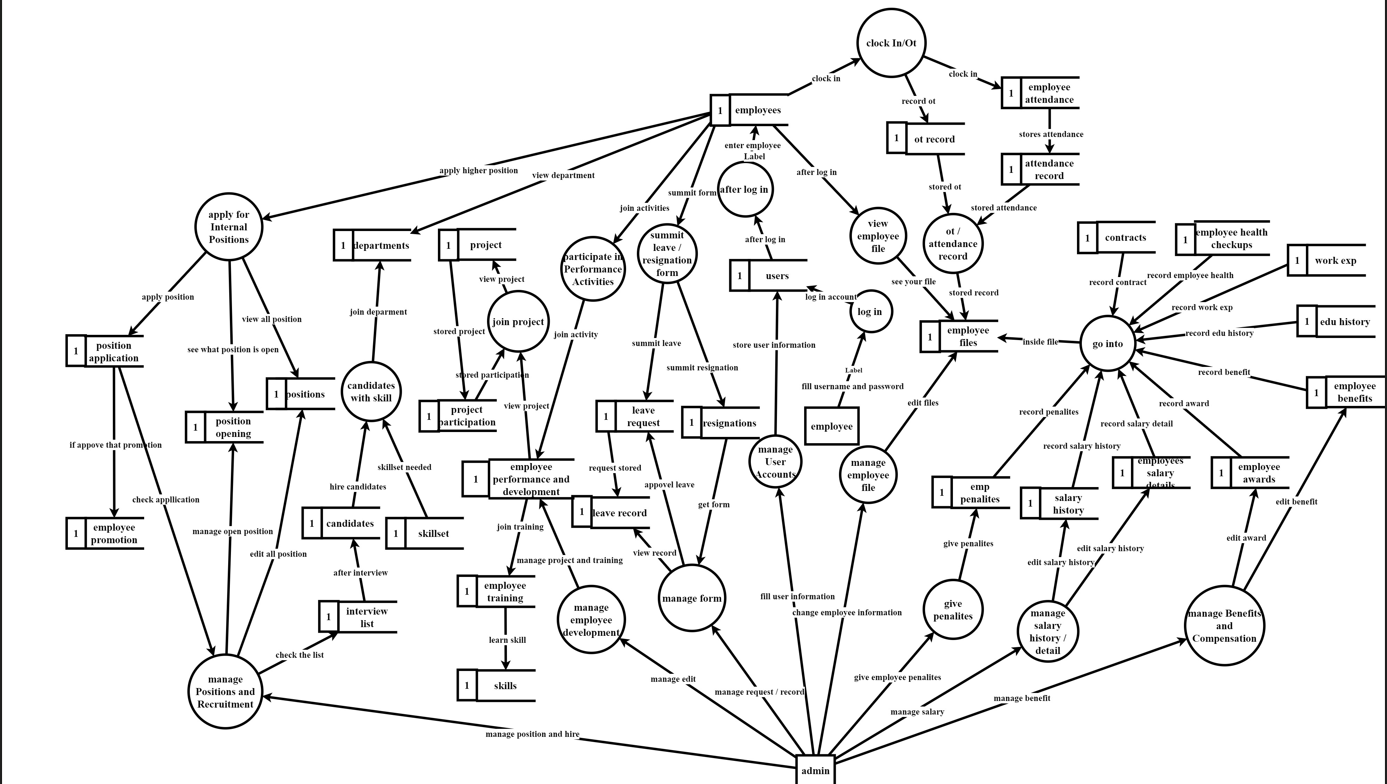 clock In/Ot
clock in
clock in
1
employee
attendance
record ot
1
employees
1
ot record
stores attendance
enter employee
Label
1
attendance
record
apply higher position
view department
after log in
after log in
stored ot
summit form
join activities
stored attendance
apply for
Internal
Positions
1
departments
1
project
participate in
Performance
Activities
summit
leave /
resignation
form
after log in
view
employee
file
ot /
attendance
record
1
contracts
1
employee health
checkups
1
work exp
view project
1
users
see your file
record contract
record employee health
apply position
log in account
stored record
record work exp
view all position
join deparment
join project
log in
1
edu history
see what position is open
stored project
join activity
summit leave
store user information
1
employee
files
inside file
go into
record edu history
1
position
application
stored participation
summit resignation
Label
fill username and password
record benefit
1
positions
candidates
with skill
view project
edit files
1
employee
benefits
1
position
opening
1
project
participation
1
leave
request
1
resignations
employee
record penalites
record award
record salary detail
if appove that promotion
record salary history
skillset needed
request stored
manage
User
Accounts
manage
employee
file
1
employee
performance and
development
1
employees
salary
details
1
employee
awards
check appllication
hire candidates
appovel leave
1
emp
penalites
1
salary
history
edit benefit
1
employee
promotion
manage open position
1
candidates
1
skillset
join training
1
leave record
get form
edit all position
view record
give penalites
edit salary history
edit award
after interview
manage project and training
edit salary history
1
employee
training
manage form
fill user information
change employee information
give
penalites
1
interview
list
manage
employee
development
manage
salary
history /
detail
manage Benefits
and
Compensation
learn skill
check the list
manage
Positions and
Recruitment
1
skills
manage edit
manage request / record
give employee penalites
manage salary
manage benefit
manage position and hire
admin